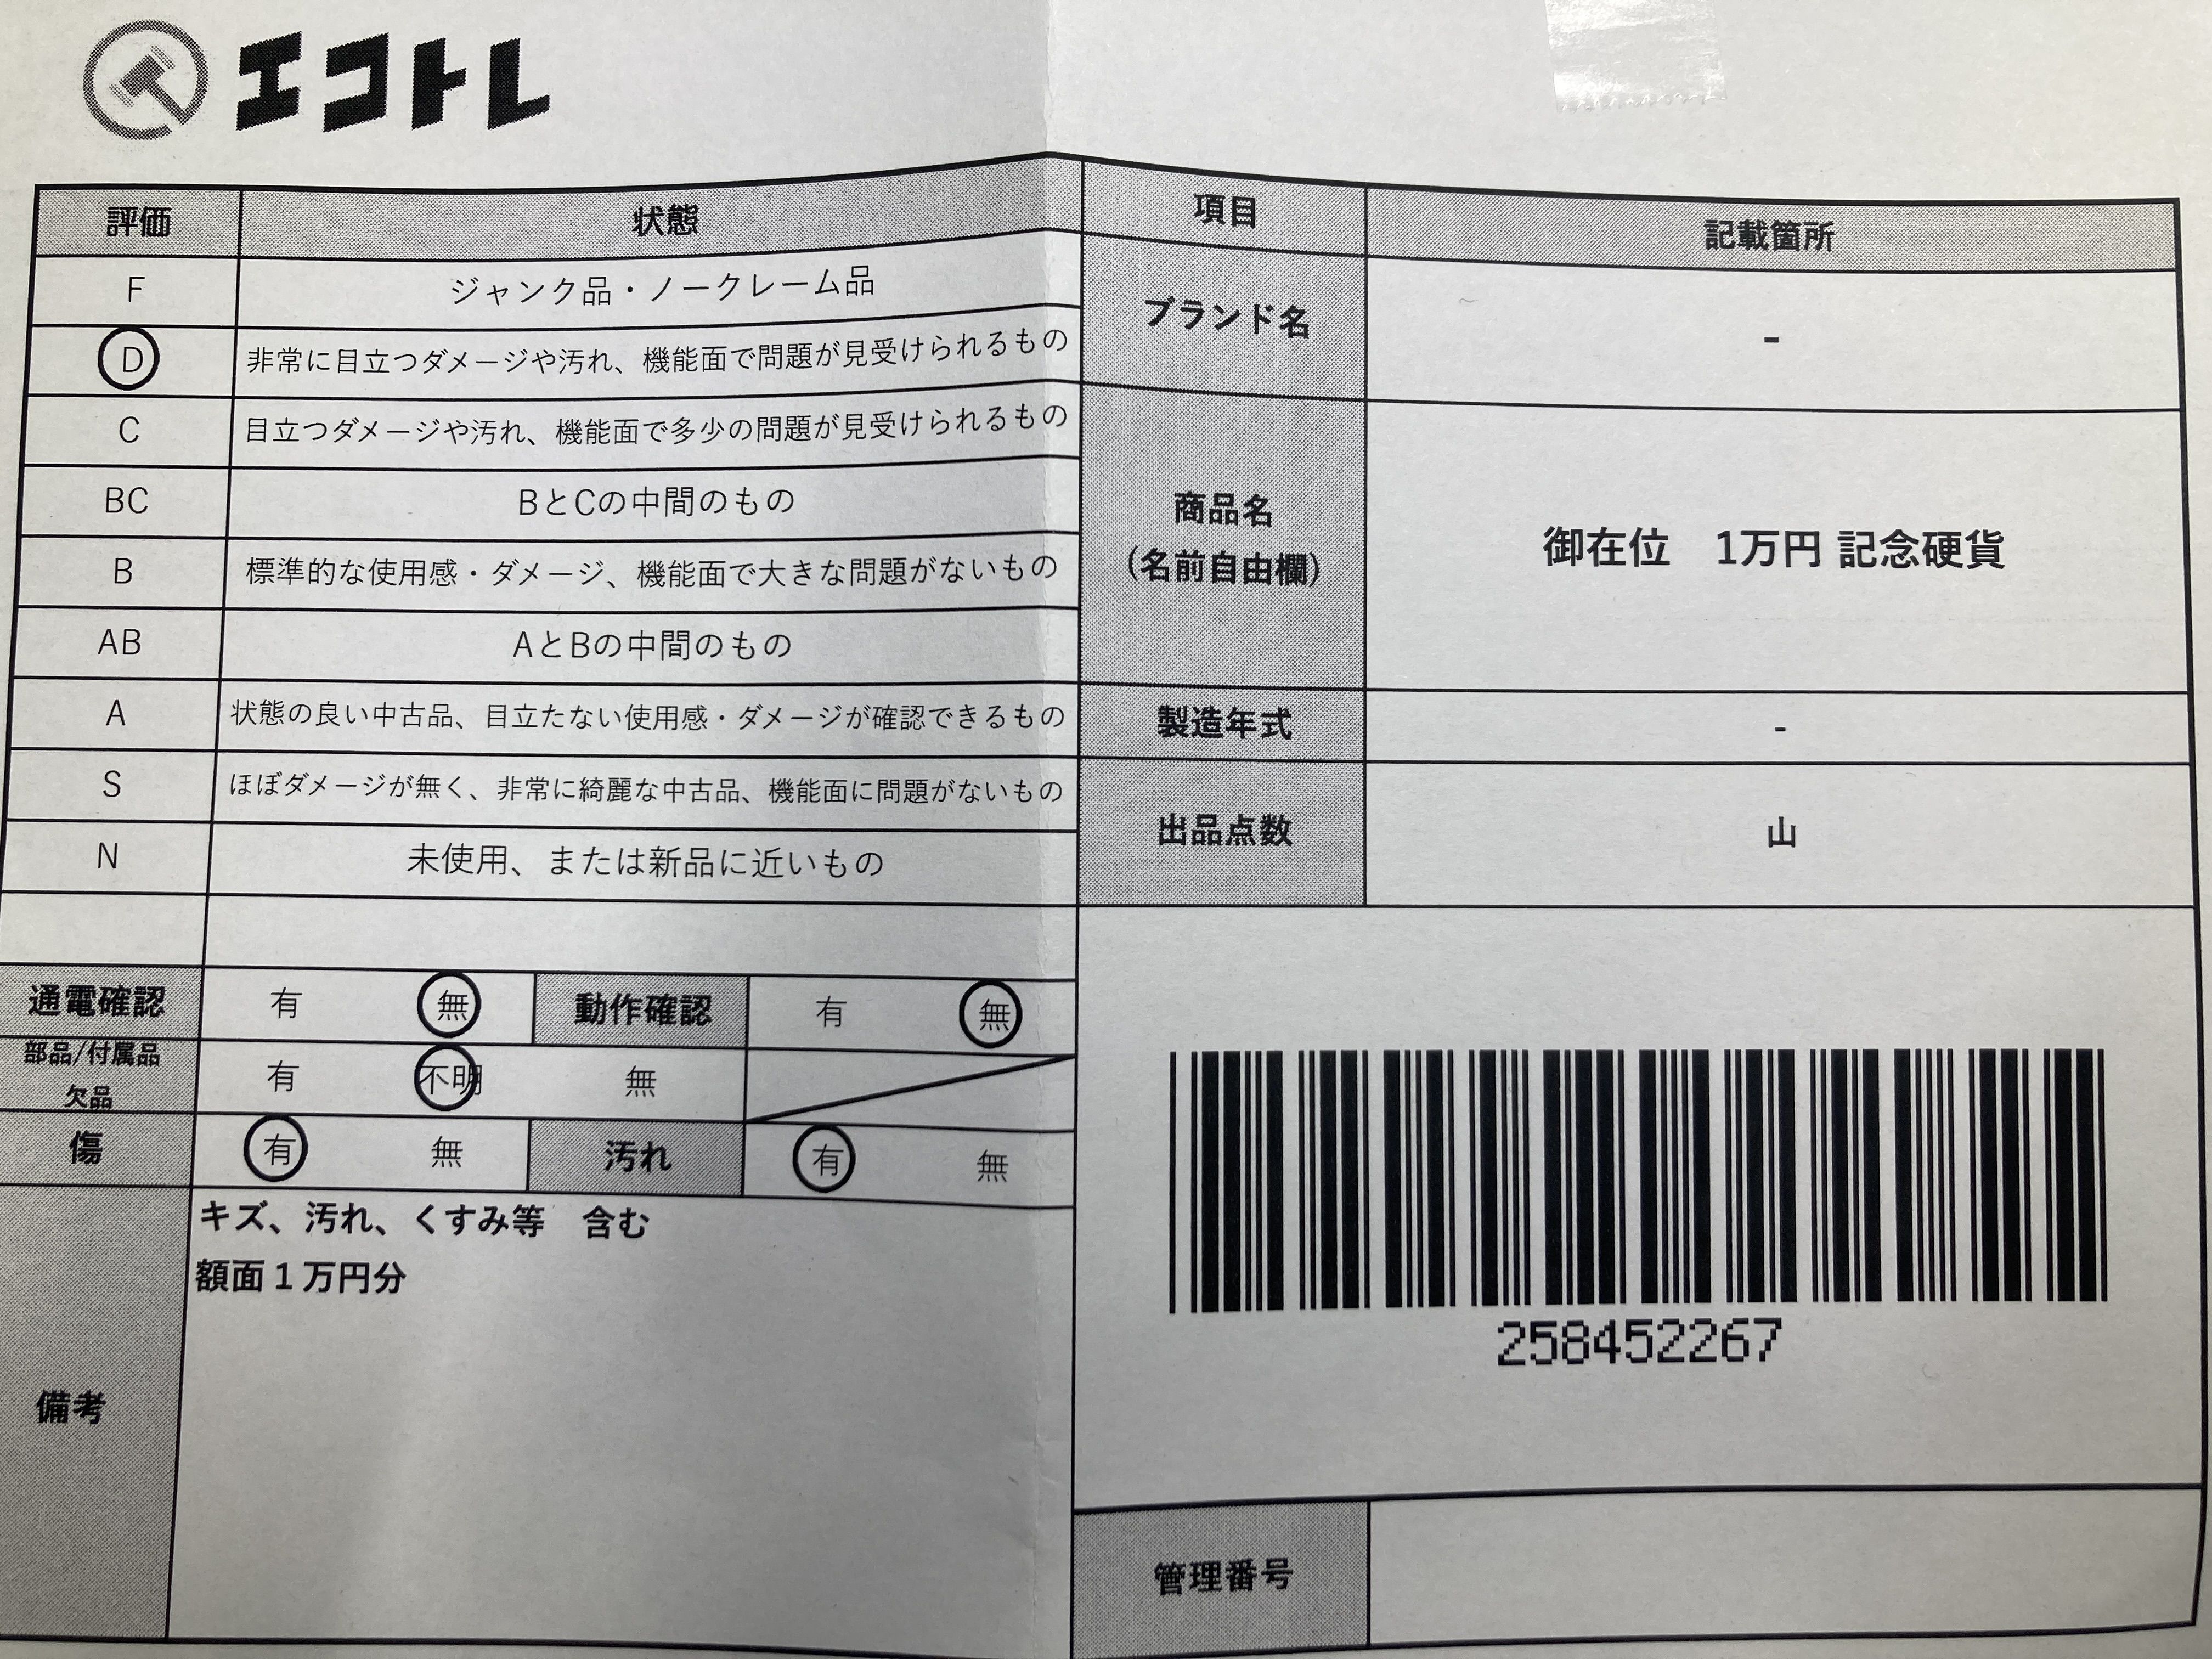 エコトレ
評価 状態
F ジャンク品・ノークレーム品
D 非常に目立つダメージや汚れ、機能面で問題が見受けられるもの
C 目立つダメージや汚れ、機能面で多少の問題が見受けられるもの
BC BとCの中間のもの
B 標準的な使用感・ダメージ、機能面で大きな問題がないもの
AB AとBの中間のもの
A 状態の良い中古品、目立たない使用感・ダメージが確認できるもの
S ほぼダメージが無く、非常に綺麗な中古品、機能面に問題がないもの
N 未使用、または新品に近いもの
通電確認 有 無 動作確認 有 無
部品/付属品
欠品 有 不明 無
傷 有 無 汚れ 有 無
備考
キズ、汚れ、くすみ等 含む
額面1万円分
項目 記載箇所
ブランド名 -
商品名
(名前自由欄)
御在位 1万円 記念硬貨
製造年式 -
出品点数 山
258452267
管理番号